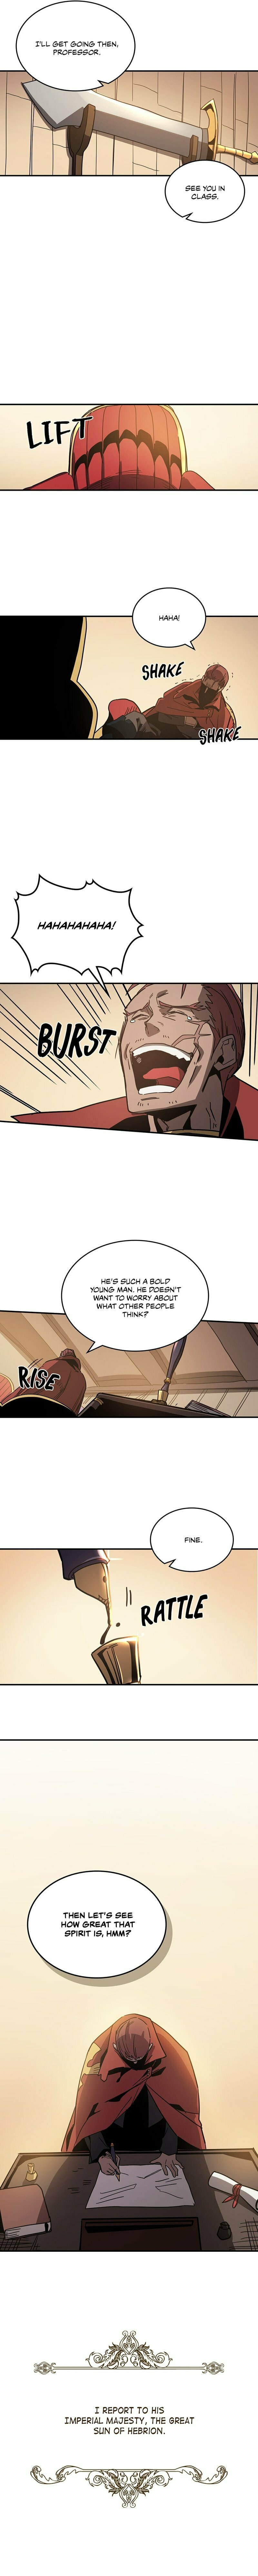 I'LL GET GOING THEN,
PROFESSOR.
SEE YOU IN
CLASS.
LIFT
HAHA!
SHAKE
SHAKE
HAHAHAHAHA!
BURST
HE'S SUCH A BOLD
YOUNG MAN. HE DOESN'T
WANT TO WORRY ABOUT
WHAT OTHER PEOPLE
THINK?
RISE
FINE.
RATTLE
THEN LET'S SEE
HOW GREAT THAT
SPIRIT IS, HMM?
I REPORT TO HIS
IMPERIAL MAJESTY, THE GREAT
SUN OF HEBRION.